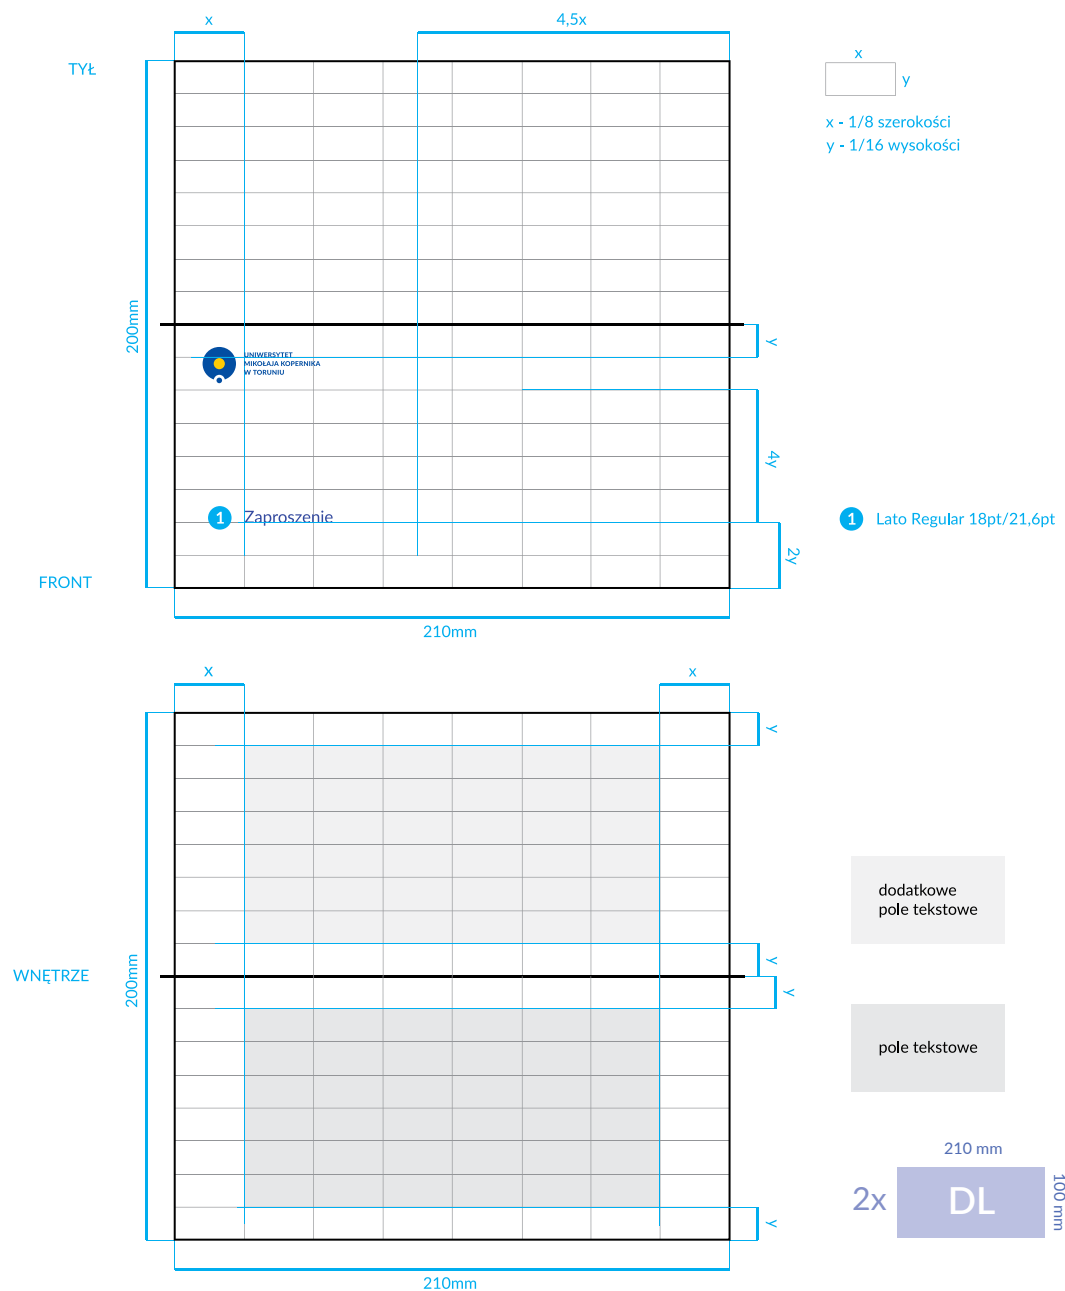 x
4,5x
TYŁ
x
y
x - 1/8 szerokości
y - 1/16 wysokości
200mm
y
UNIWERSYTET
MIKOŁAJA KOPERNIKA
W TORUNIU
4y
1 Zaproszenie
1 Lato Regular 18pt/21,6pt
2y
FRONT
210mm
x
x
y
dodatkowe
pole tekstowe
y
WNĘTRZE
200mm
y
pole tekstowe
210 mm
2x
DL
100 mm
y
210mm